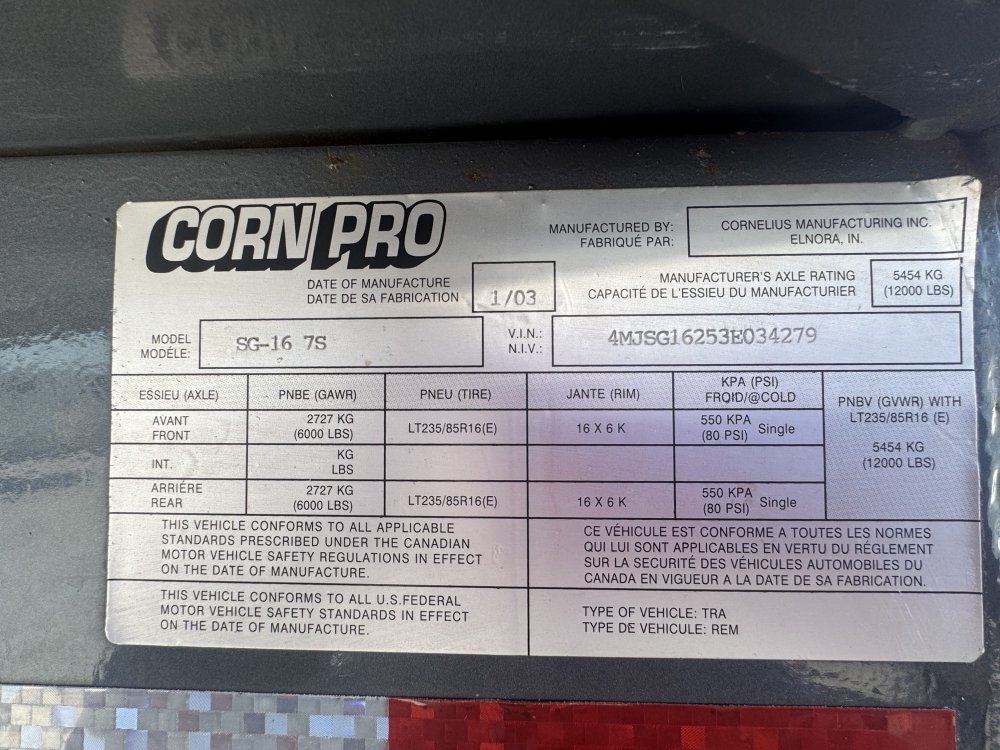 CORN PRO
MANUFACTURED BY:
FABRIQUÉ PAR:
CORNELIUS MANUFACTURING INC.
ELNORA, IN.
DATE OF MANUFACTURE
DATE DE SA FABRICATION
1/03
MANUFACTURER'S AXLE RATING
CAPACITÉ DE L'ESSIEU DU MANUFACTURIER
5454 KG
(12000 LBS)
MODEL
MODÉLE:
SG-16 7S
V.I.N.:
N.I.V.:
4MJSG16253E034279
ESSIEU (AXLE)
PNBE (GAWR)
PNEU (TIRE)
JANTE (RIM)
KPA (PSI)
FROID/@COLD
PNBV (GVWR) WITH
LT235/85R16 (E)
5454 KG
(12000 LBS)
AVANT
FRONT
2727 KG
(6000 LBS)
LT235/85R16(E)
16 X 6 K
550 KPA
(80 PSI) Single
INT.
KG
LBS
ARRIÉRE
REAR
2727 KG
(6000 LBS)
LT235/85R16(E)
16 X 6 K
550 KPA
(80 PSI) Single
THIS VEHICLE CONFORMS TO ALL APPLICABLE
STANDARDS PRESCRIBED UNDER THE CANADIAN
MOTOR VEHICLE SAFETY REGULATIONS IN EFFECT
ON THE DATE OF MANUFACTURE.
CE VÉHICULE EST CONFORME A TOUTES LES NORMES
QUI LUI SONT APPLICABLES EN VERTU DU RÉGLEMENT
SUR LA SECURITÉ DES VÉHICULES AUTOMOBILES DU
CANADA EN VIGUEUR A LA DATE DE SA FABRICATION.
THIS VEHICLE CONFORMS TO ALL U.S.FEDERAL
MOTOR VEHICLE SAFETY STANDARDS IN EFFECT
ON THE DATE OF MANUFACTURE.
TYPE OF VEHICLE: TRA
TYPE DE VEHICULE: REM